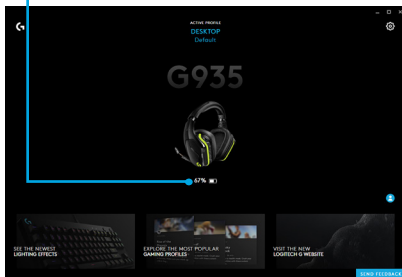 ACTIVE PROFILE
DESKTOP
Default
G935
67%
SEE THE NEWEST
LIGHTING EFFECTS
EXPLORE THE MOST POPULAR
GAMING PROFILES
VISIT THE NEW
LOGITECH G WEBSITE
SEND FEEDBACK